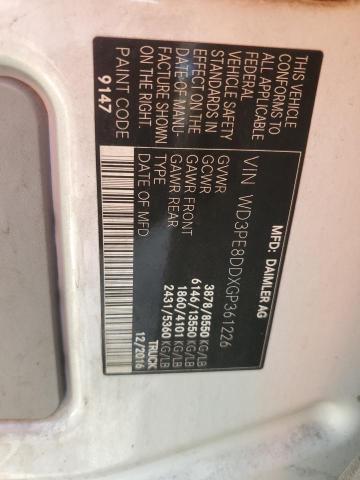 MFD: DAIMLER AG
VIN WD3PE8DDXGP361226
GVWR 3878/8550 KG/LB
GCWR 6146/13550 KG/LB
GAWR FRONT 1860/4101 KG/LB
GAWR REAR 2431/5360 KG/LB
TYPE TRUCK
DATE OF MFD 12/2016
THIS VEHICLE
CONFORMS TO
ALL APPLICABLE
VEHICLE SAFETY
STANDARDS IN
EFFECT ON THE
DATE OF MANU-
FACTURE SHOWN
ON THE RIGHT.
PAINT CODE
9147